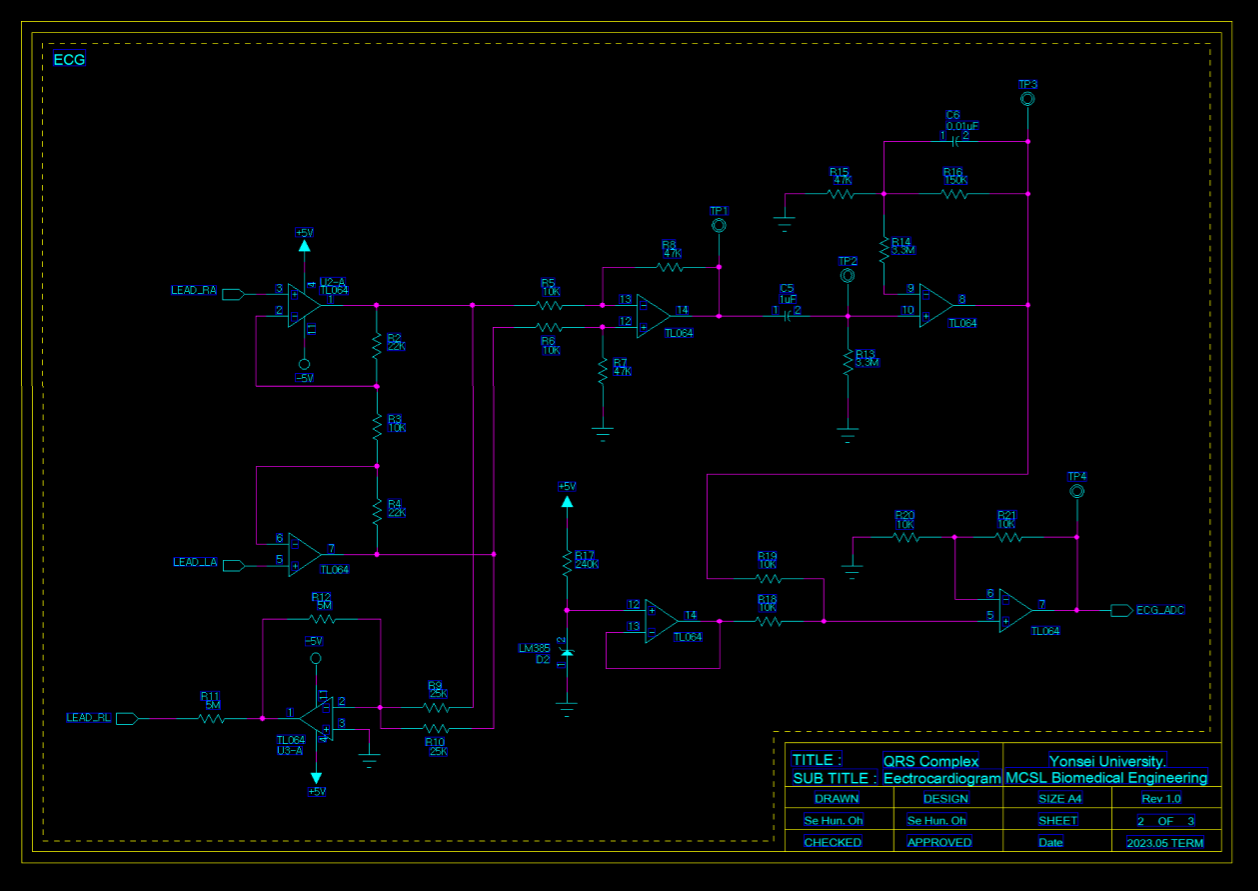 ECG
TP3
C6
0.01uF
1 2
R15
47K
R16
150K
TP1
+5V
R8
47K
R14
3.3M
TP2
LEAD_RA
3
4
U2-A
TL064
1
2
11
-5V
R5
10K
13
14
12
TL064
C5
1uF
1 2
9
8
10
TL064
R6
10K
R2
22K
R7
47K
R13
3.3M
R3
10K
R4
22K
+5V
TP4
R20
10K
R21
10K
6
7
5
LEAD_LA
TL064
R17
240K
R19
10K
R12
5M
12
14
13
TL064
R18
10K
6
7
5
TL064
ECG_ADC
-5V
LM385
D2
2
1
R11
5M
LEAD_RL
1
11
2
3
4
TL064
U3-A
+5V
R9
25K
R10
25K
TITLE : QRS Complex
Yonsei University.
SUB TITLE : Eectrocardiogram
MCSL Biomedical Engineering
DRAWN DESIGN SIZE A4 Rev 1.0
Se Hun. Oh Se Hun. Oh SHEET 2 OF 3
CHECKED APPROVED Date 2023.05 TERM